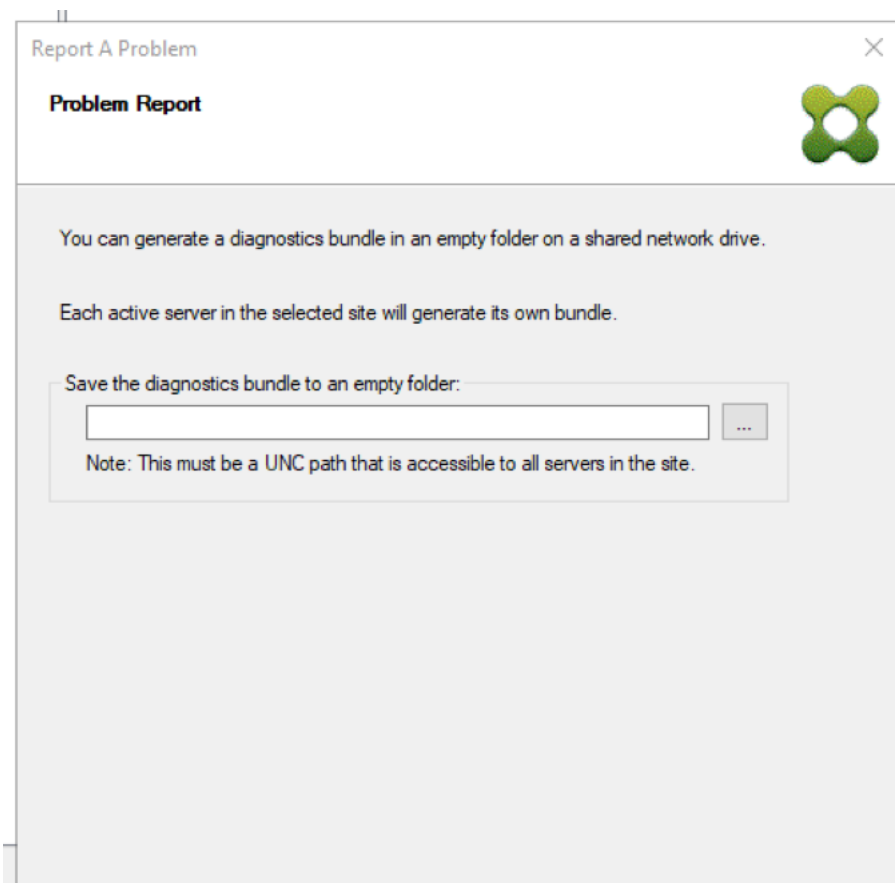 Report A Problem
Problem Report
You can generate a diagnostics bundle in an empty folder on a shared network drive.
Each active server in the selected site will generate its own bundle.
Save the diagnostics bundle to an empty folder:
...
Note: This must be a UNC path that is accessible to all servers in the site.